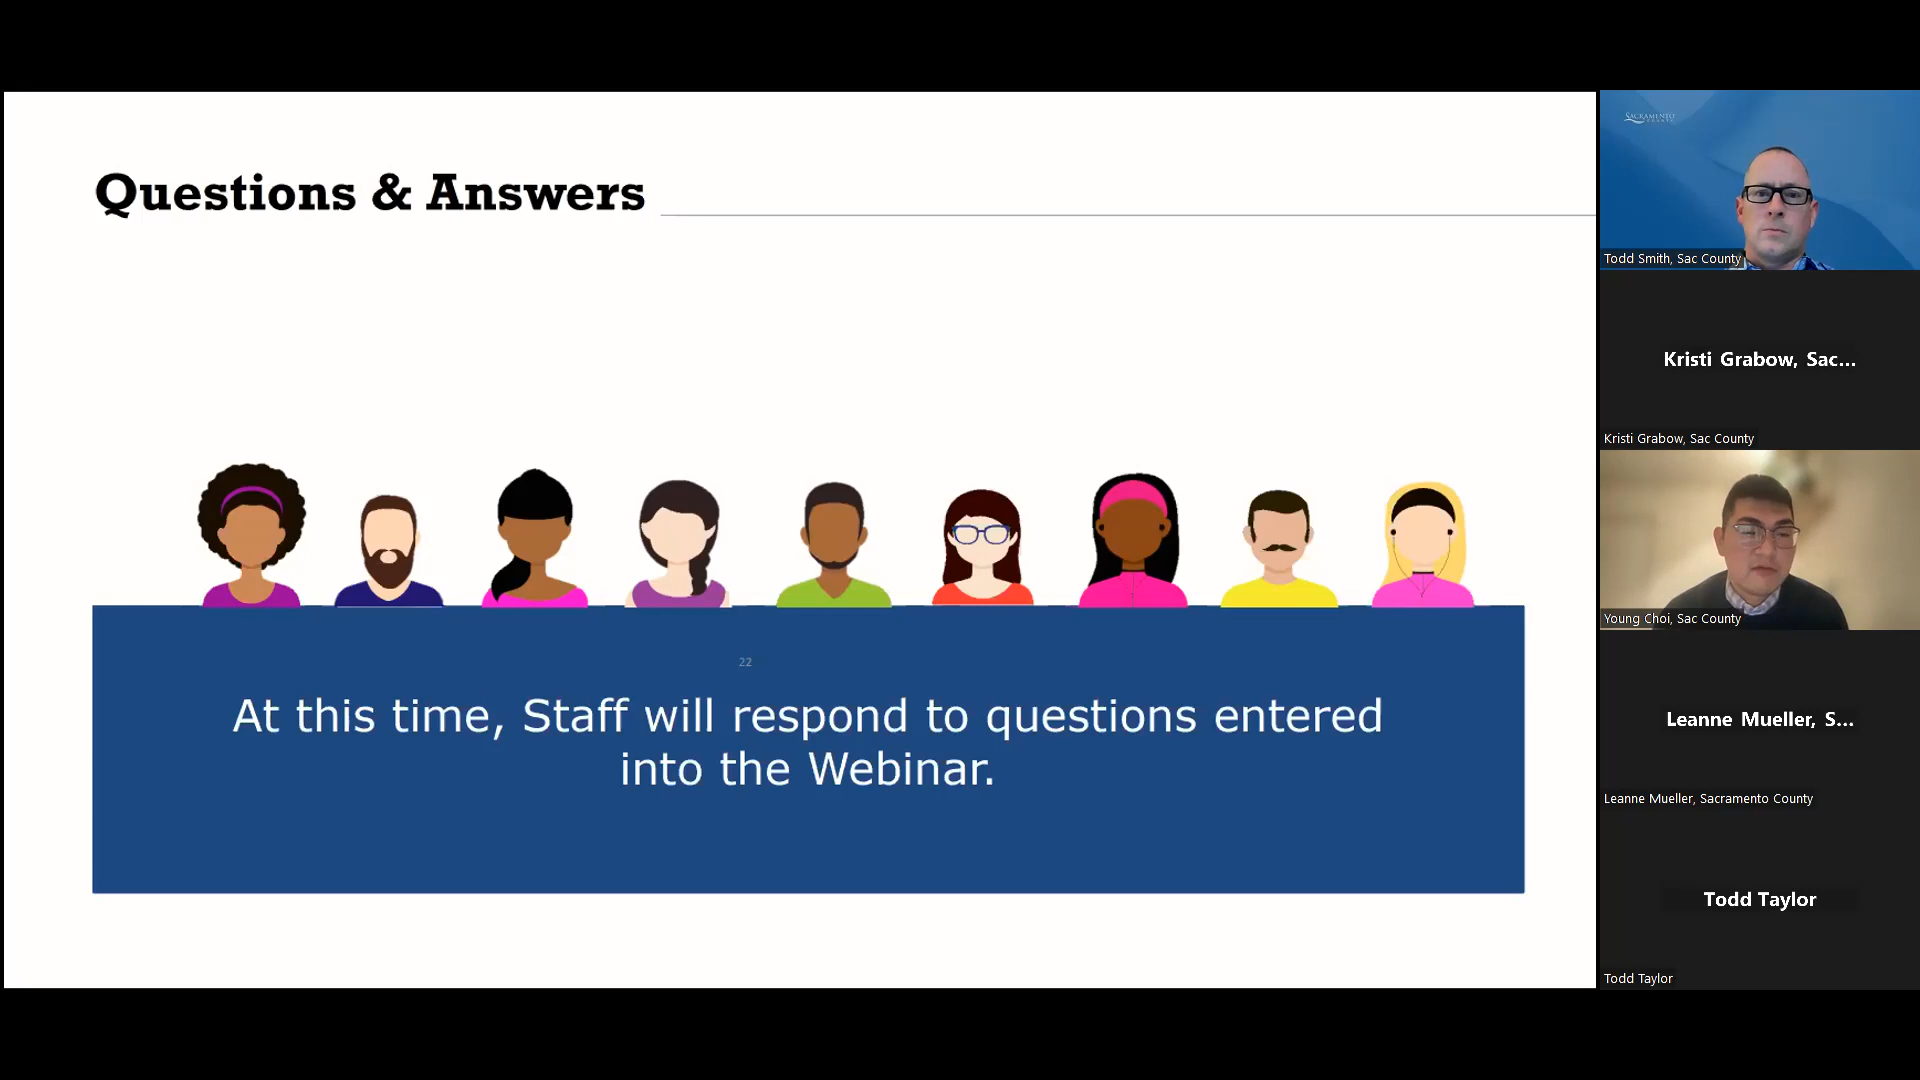 Questions & Answers
22
At this time, Staff will respond to questions entered
into the Webinar.
SACRAMENTO
COUNTY
Todd Smith, Sac County
Kristi Grabow, Sac...
Kristi Grabow, Sac County
Young Choi, Sac County
Leanne Mueller, S...
Leanne Mueller, Sacramento County
Todd Taylor
Todd Taylor